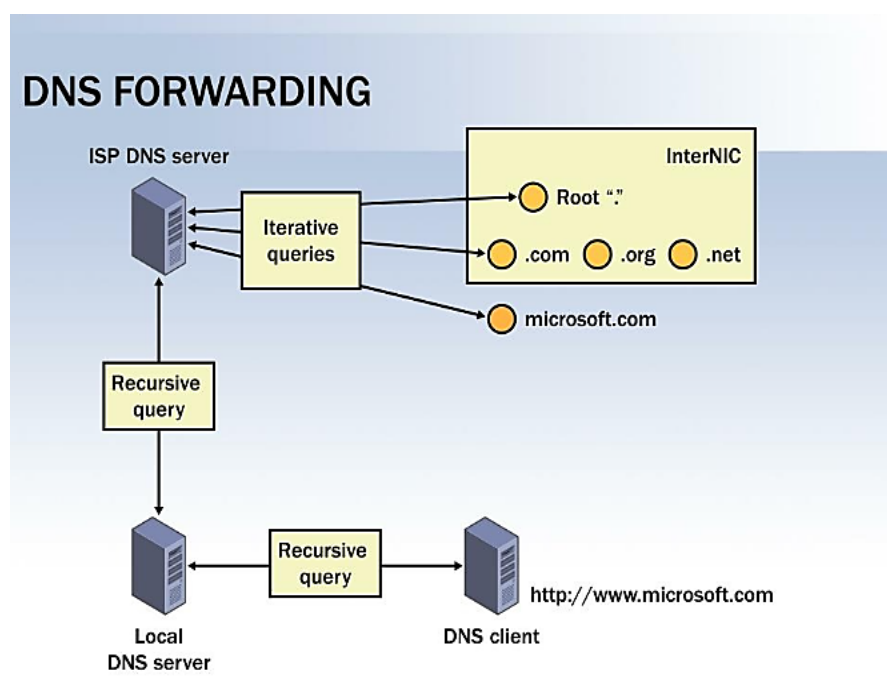 DNS FORWARDING
ISP DNS server
InterNIC
Root “.”
Iterative
queries
.com
.org
.net
microsoft.com
Recursive
query
Recursive
query
http://www.microsoft.com
Local
DNS server
DNS client